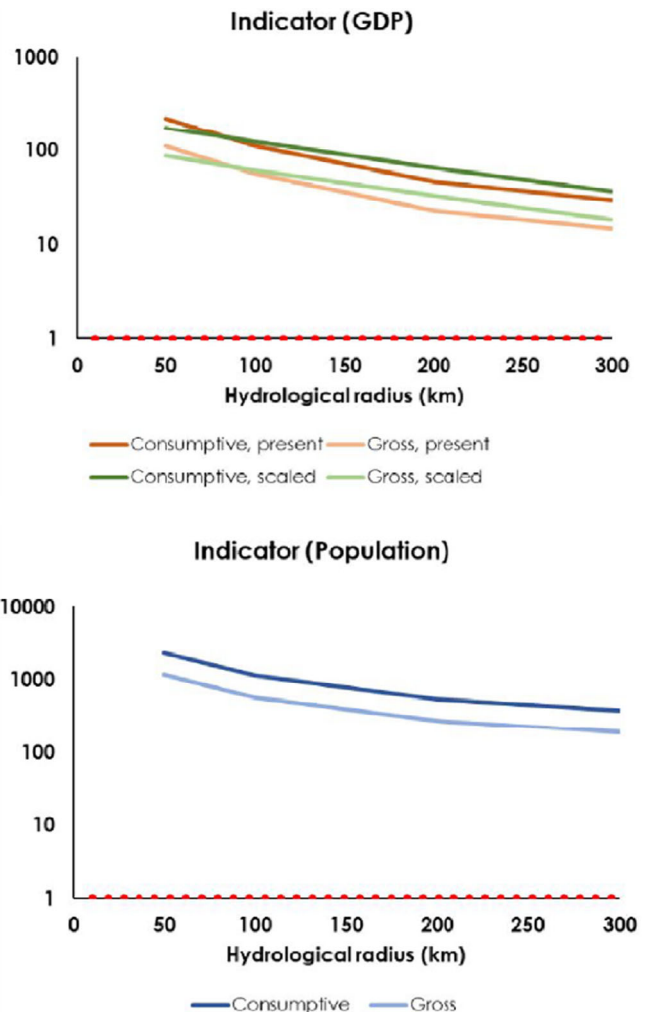 Indicator (GDP)
1000
100
10
1
0 50 100 150 200 250 300
Hydrological radius (km)
Consumptive, present Gross, present
Consumptive, scaled Gross, scaled
Indicator (Population)
10000
1000
100
10
1
0 50 100 150 200 250 300
Hydrological radius (km)
Consumptive Gross